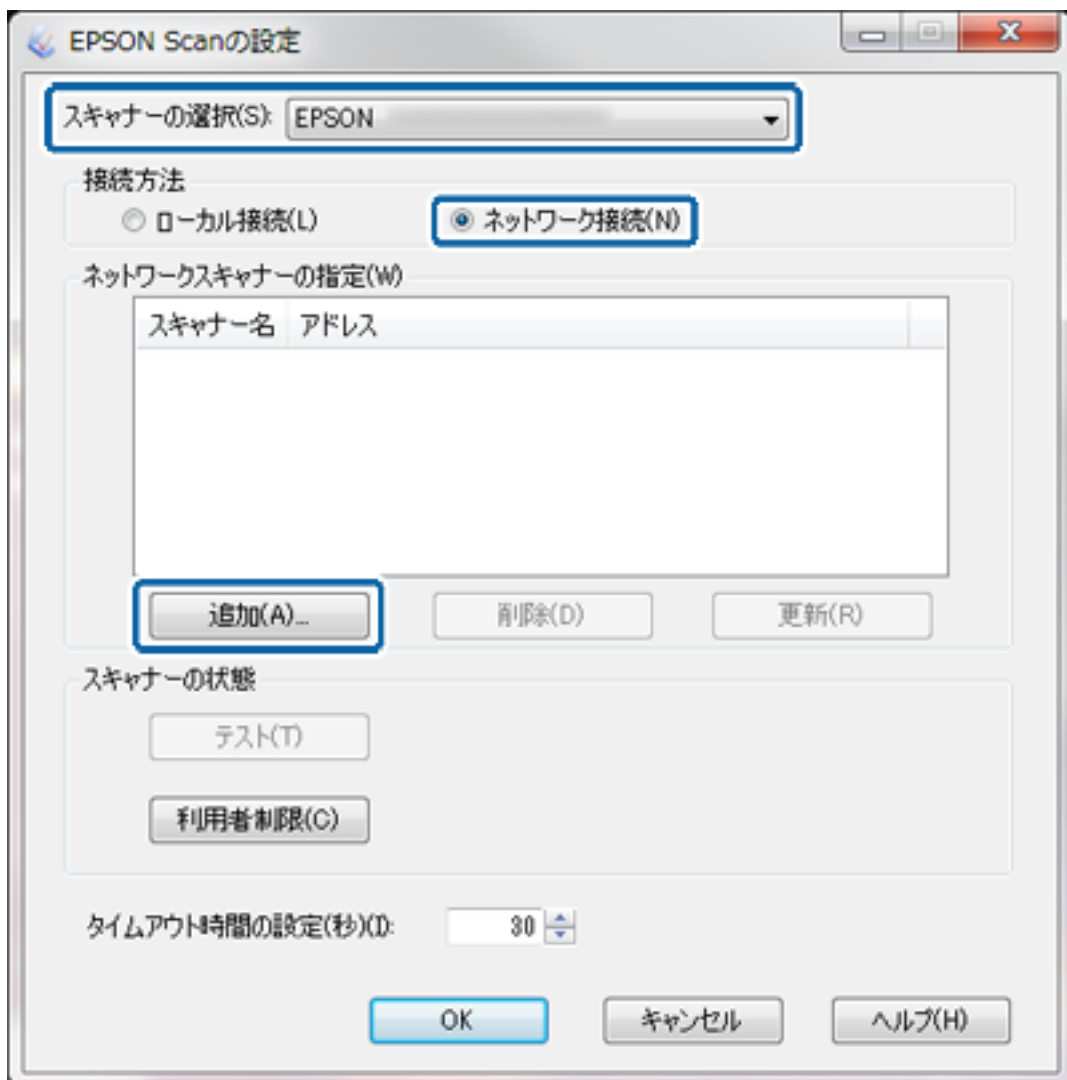 EPSON Scanの設定
スキャナーの選択(S): EPSON
接続方法
ローカル接続(L) ネットワーク接続(N)
ネットワークスキャナーの指定(W)
スキャナー名 アドレス
追加(A)... 削除(D) 更新(R)
スキャナーの状態
テスト(T)
利用者制限(C)
タイムアウト時間の設定(秒)(I): 30
OK キャンセル ヘルプ(H)